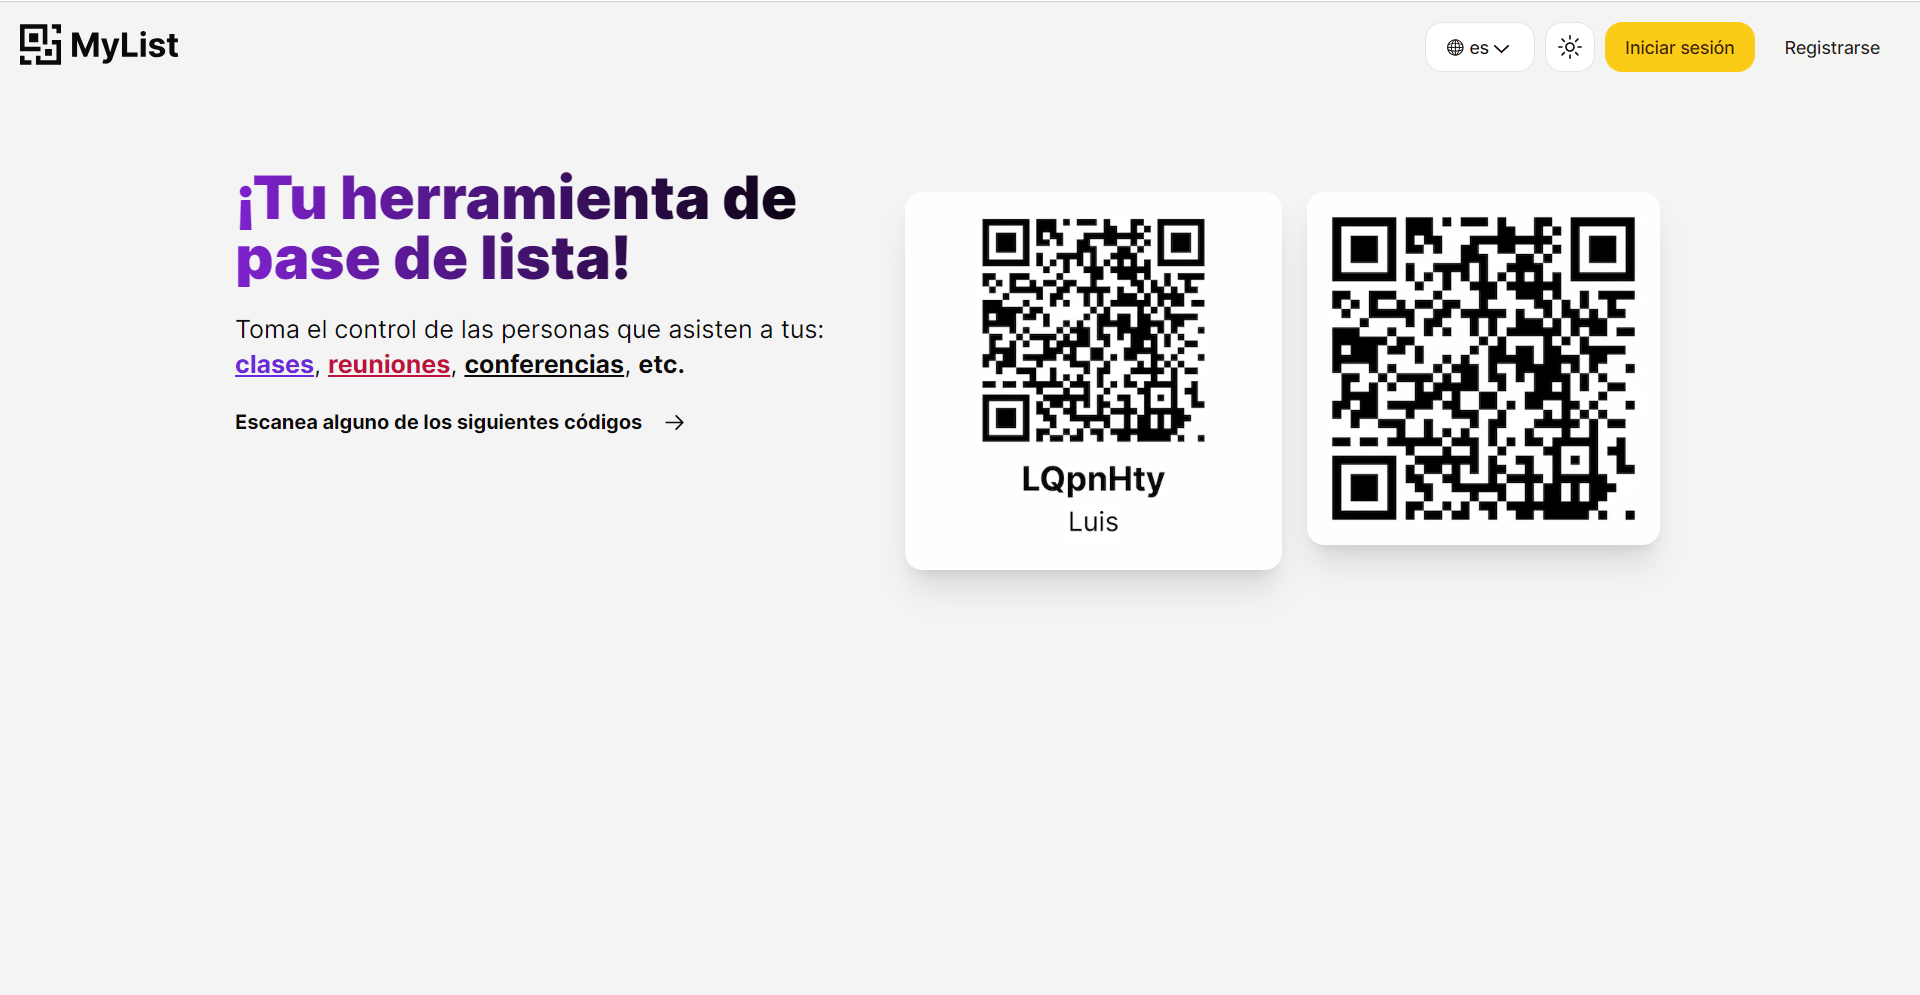 MyList
es
Iniciar sesión
Registrarse
¡Tu herramienta de
pase de lista!
Toma el control de las personas que asisten a tus:
clases, reuniones, conferencias, etc.
Escanea alguno de los siguientes códigos →
LQpnHty
Luis